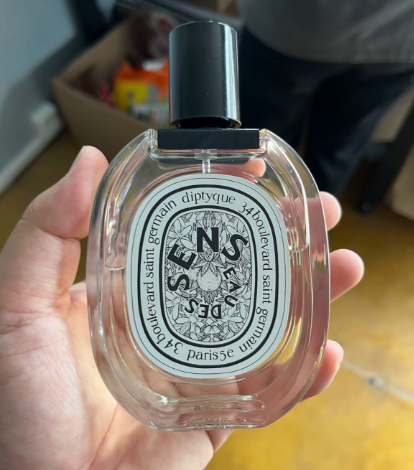 diptyque 34 boulevard saint germain paris 5e 34 boulevard saint germain
EAU DES
SENS